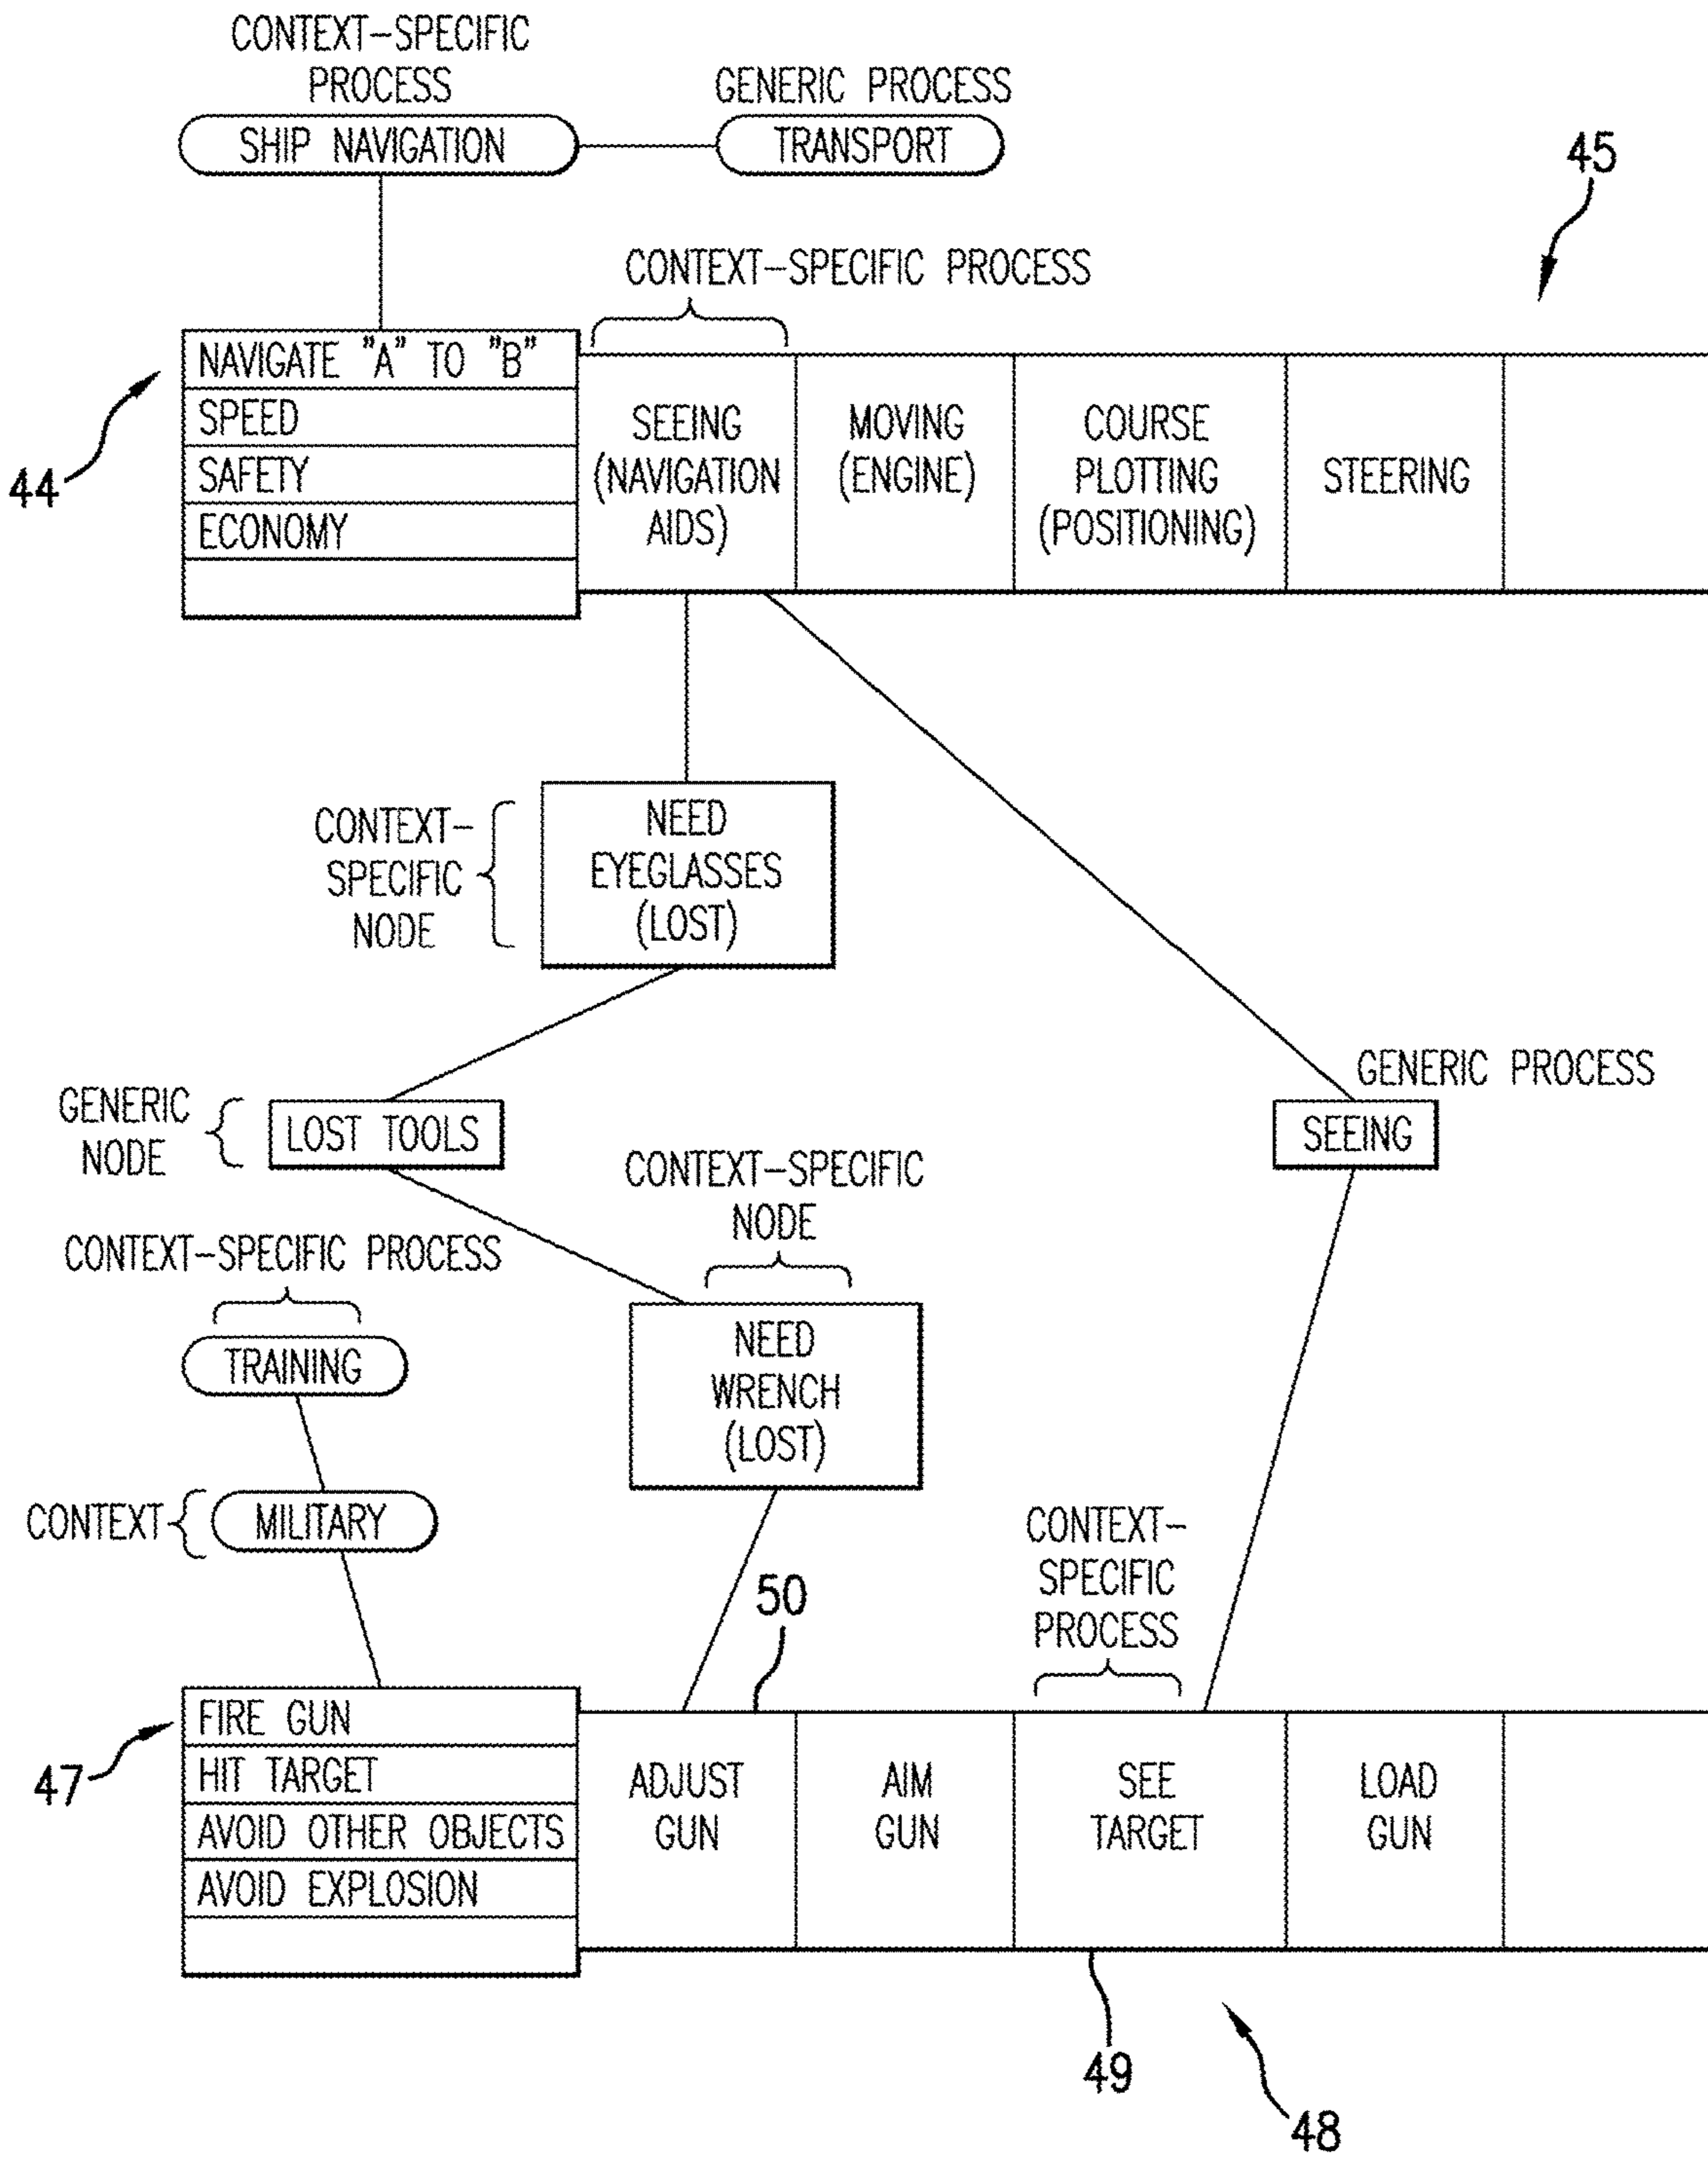 CONTEXT-SPECIFIC
PROCESS
GENERIC PROCESS
SHIP NAVIGATION
TRANSPORT
45
CONTEXT-SPECIFIC PROCESS
44
NAVIGATE "A" TO "B"
SPEED
SAFETY
ECONOMY
SEEING
(NAVIGATION
AIDS)
MOVING
(ENGINE)
COURSE
PLOTTING
(POSITIONING)
STEERING
CONTEXT-
SPECIFIC
NODE
NEED
EYEGLASSES
(LOST)
GENERIC
NODE
LOST TOOLS
GENERIC PROCESS
SEEING
CONTEXT-SPECIFIC
NODE
CONTEXT-SPECIFIC PROCESS
TRAINING
NEED
WRENCH
(LOST)
CONTEXT
MILITARY
CONTEXT-
SPECIFIC
PROCESS
50
47
FIRE GUN
HIT TARGET
AVOID OTHER OBJECTS
AVOID EXPLOSION
ADJUST
GUN
AIM
GUN
SEE
TARGET
LOAD
GUN
49
48